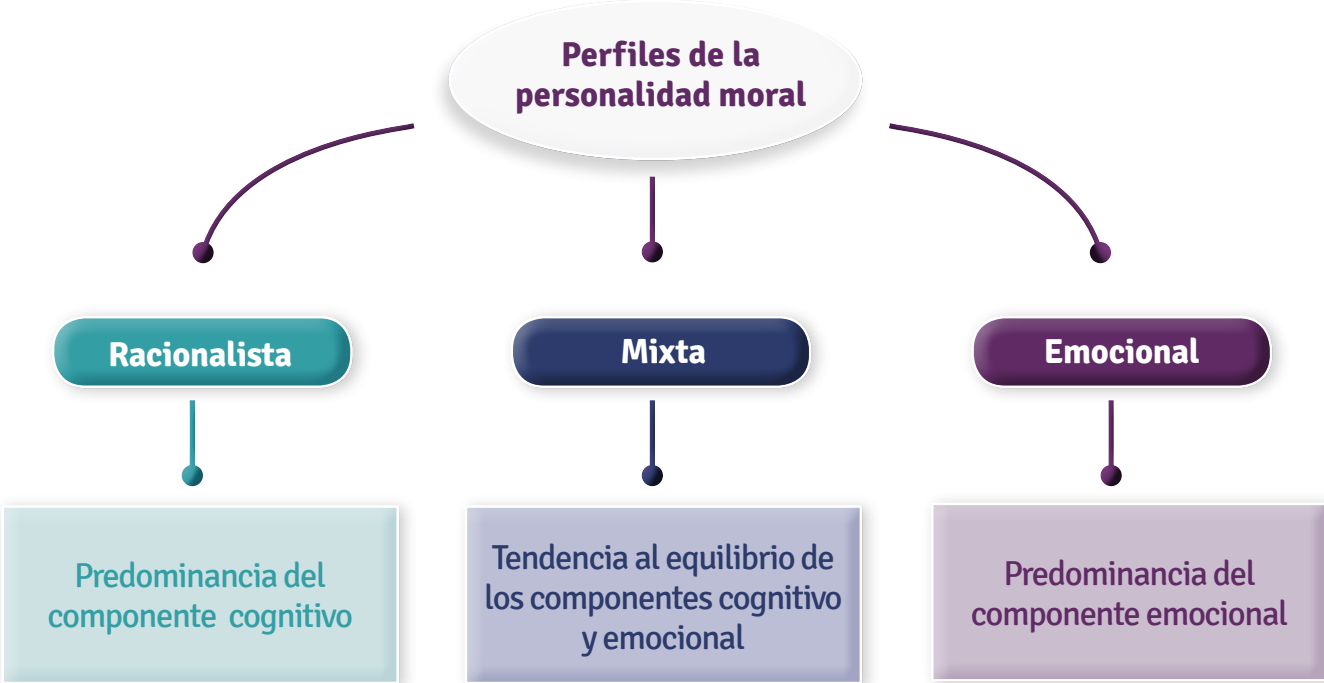 Perfiles de la
personalidad moral
Racionalista
Mixta
Emocional
Predominancia del
componente cognitivo
Tendencia al equilibrio de
los componentes cognitivo
y emocional
Predominancia del
componente emocional